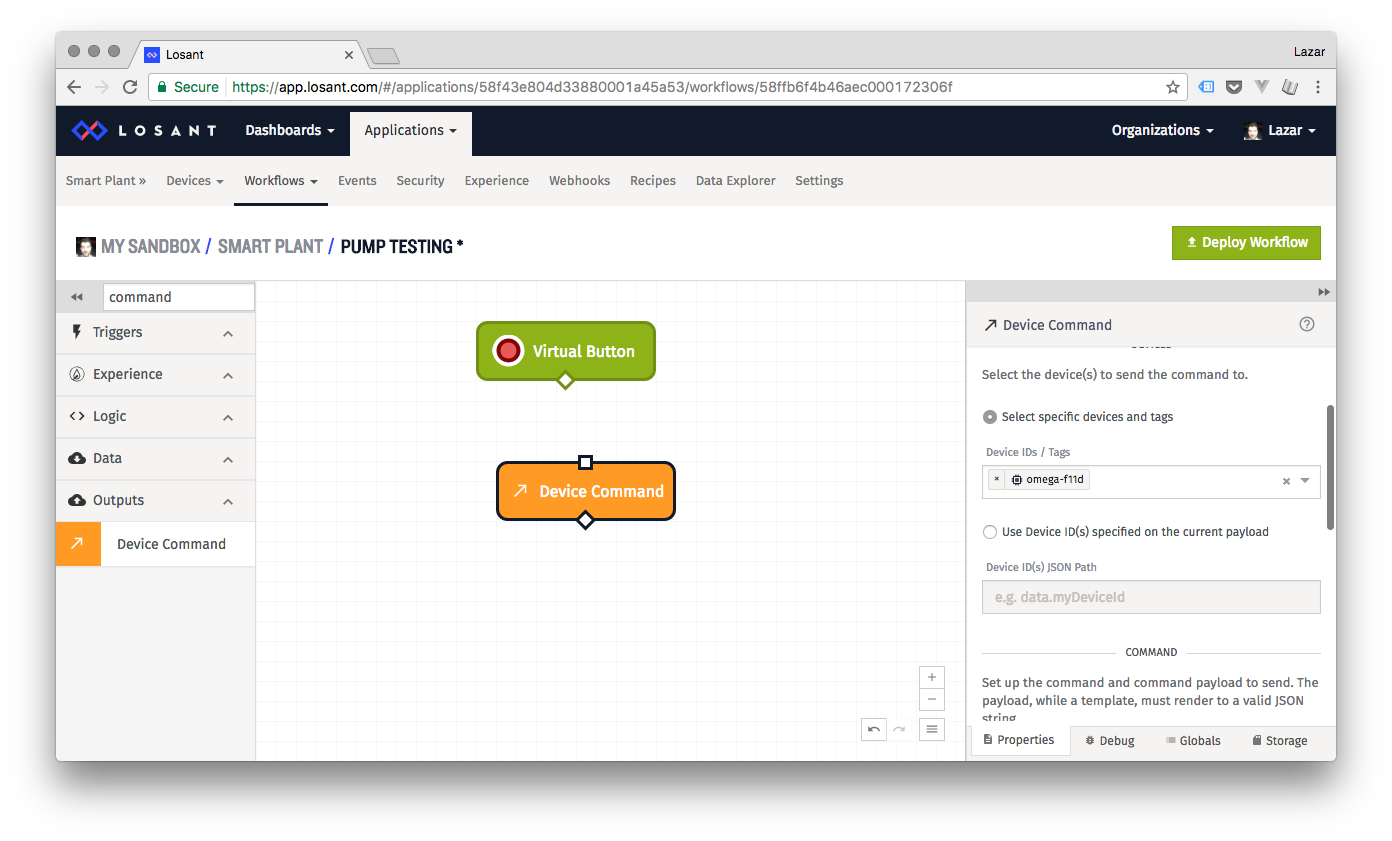 Losant
Lazar
Secure https://app.losant.com/#/applications/58f43e804d33880001a45a53/workflows/58ffb6f4b46aec000172306f
LOSANT Dashboards Applications Organizations Lazar
Smart Plant » Devices Workflows Events Security Experience Webhooks Recipes Data Explorer Settings
MY SANDBOX / SMART PLANT / PUMP TESTING *
Deploy Workflow
command
Triggers
Experience
Logic
Data
Outputs
Device Command
Virtual Button
Device Command
Device Command
Select the device(s) to send the command to.
Select specific devices and tags
Device IDs / Tags
× omega-f11d
Use Device ID(s) specified on the current payload
Device ID(s) JSON Path
e.g. data.myDeviceId
COMMAND
Set up the command and command payload to send. The
payload, while a template, must render to a valid JSON
string
Properties Debug Globals Storage